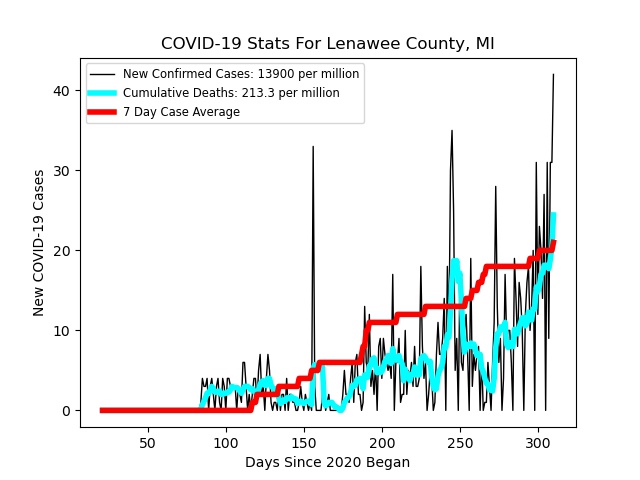 COVID-19 Stats For Lenawee County, MI
New Confirmed Cases: 13900 per million
Cumulative Deaths: 213.3 per million
7 Day Case Average
New COVID-19 Cases
40
30
20
10
0
50
100
150
200
250
300
Days Since 2020 Began